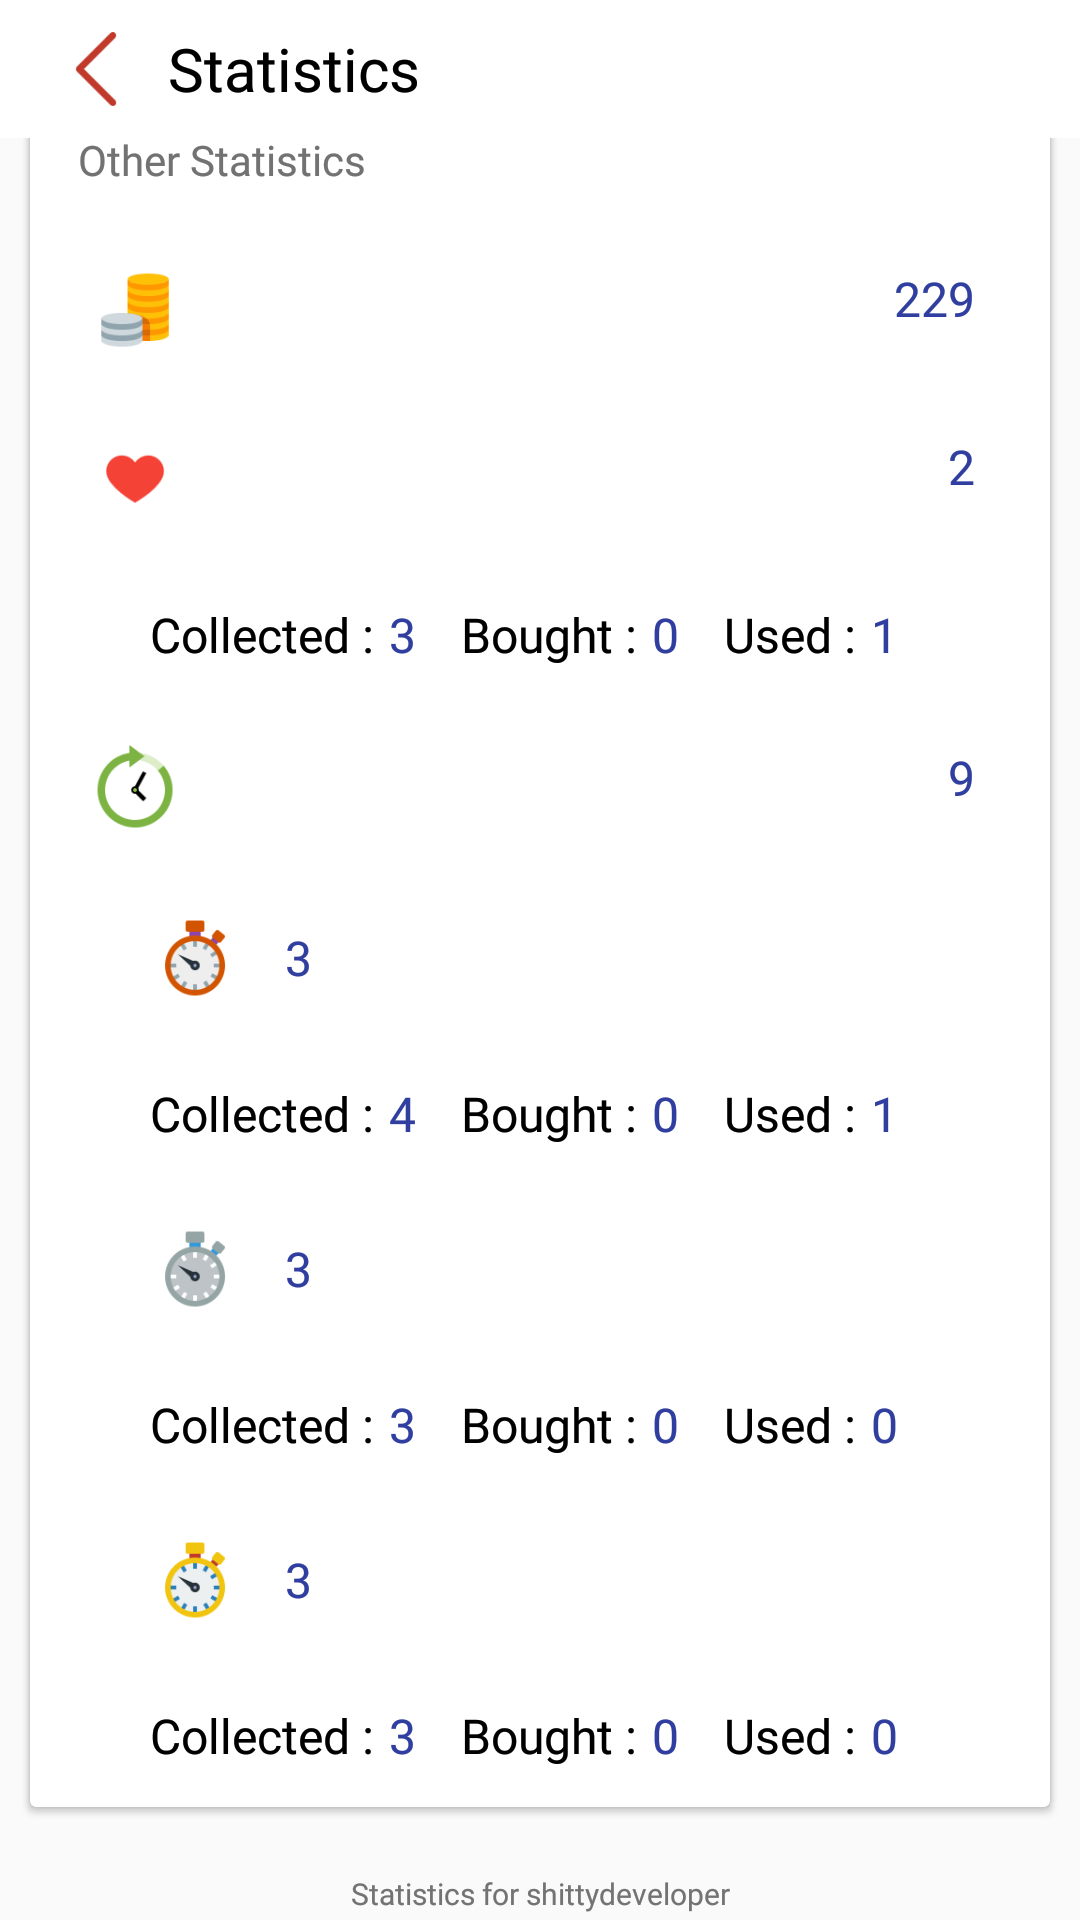 Statistics
Other Statistics
229
2
Collected : 3 Bought : 0 Used : 1
9
3
Collected : 4 Bought : 0 Used : 1
3
Collected : 3 Bought : 0 Used : 0
3
Collected : 3 Bought : 0 Used : 0
Statistics for shittydeveloper